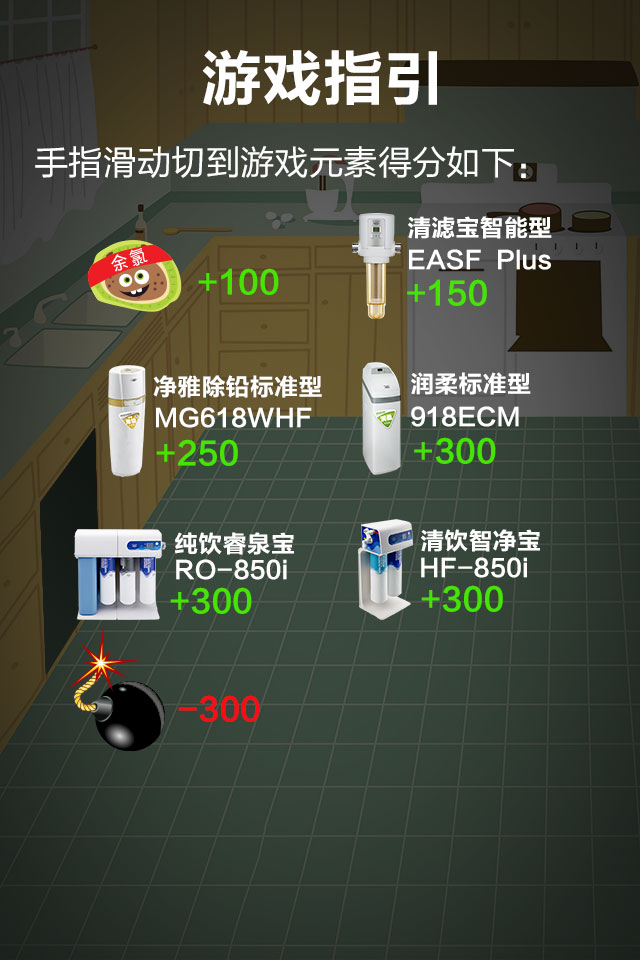 游戏指引
手指滑动切到游戏元素得分如下：
余氯
+100
清滤宝智能型
EASF Plus
+150
净雅除铅标准型
MG618WHF
+250
润柔标准型
918ECM
+300
纯饮睿泉宝
RO-850i
+300
清饮智净宝
HF-850i
+300
-300